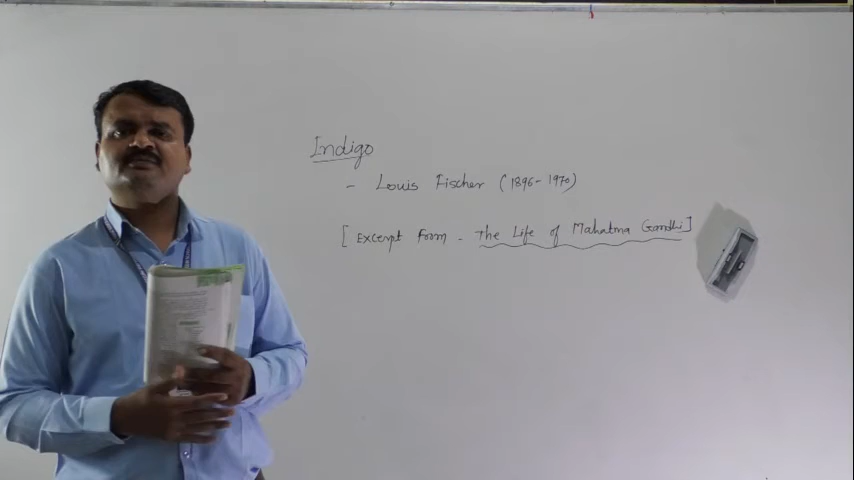 Indigo
- Louis Fischer (1896-1970)
[ Excerpt Form - The Life of Mahatma Gandhi]